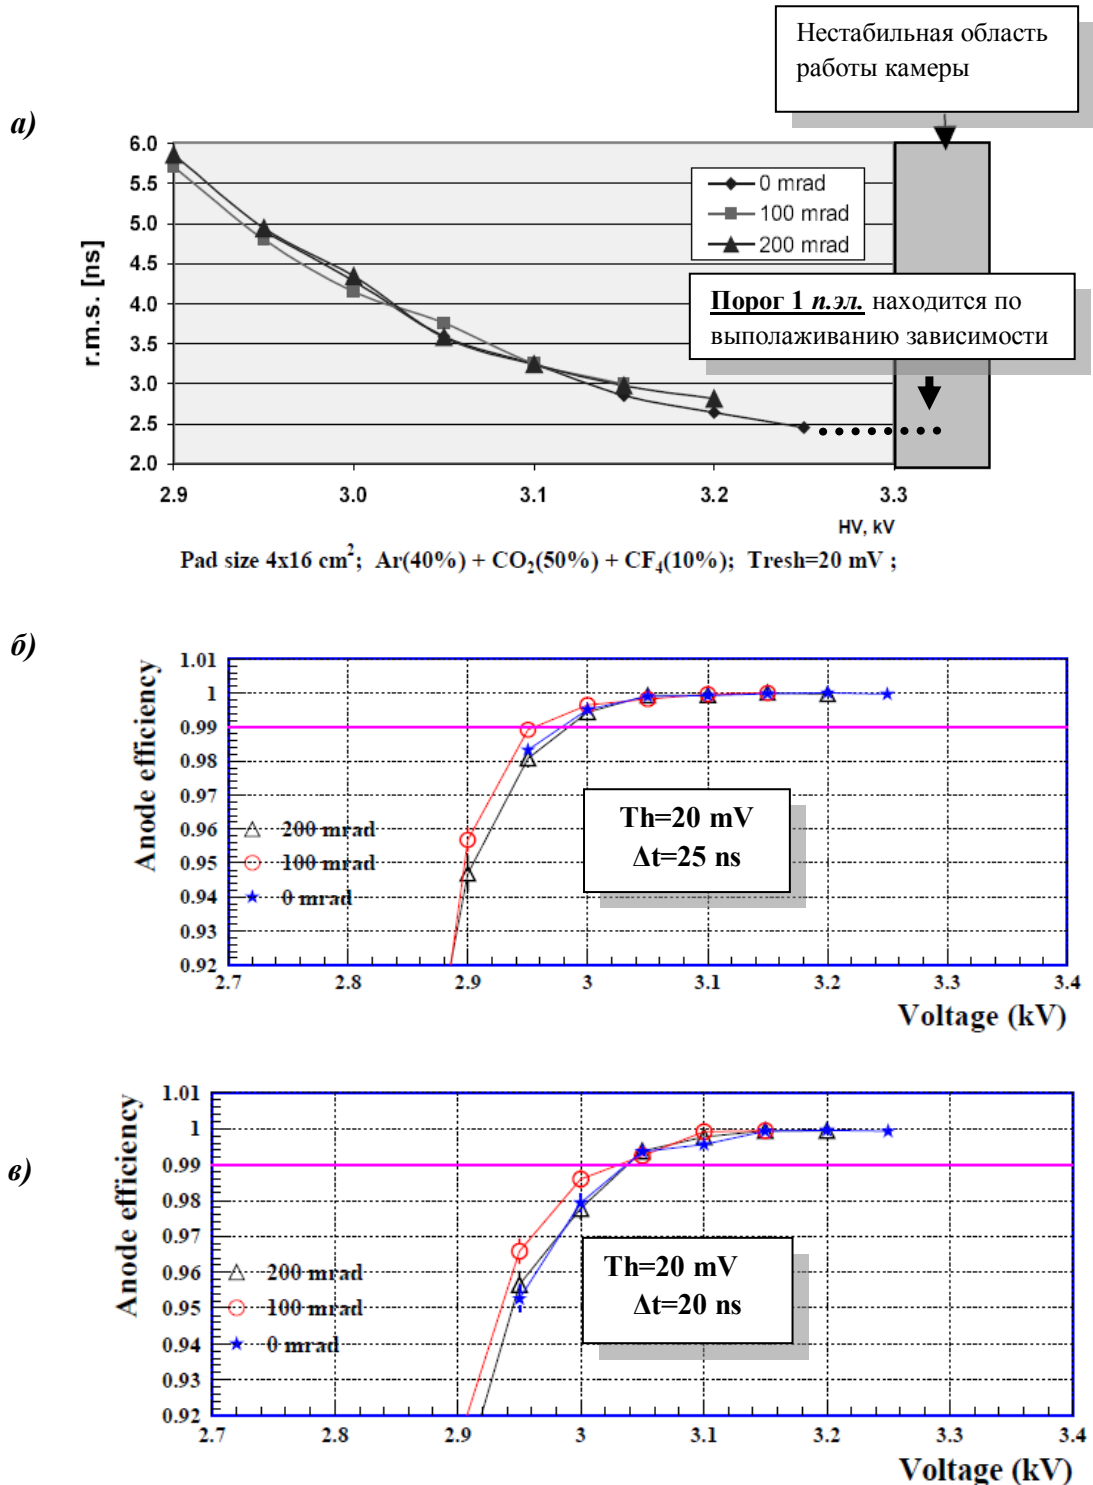 Нестабильная область
работы камеры
а)
6.0
5.5
5.0
4.5
4.0
3.5
3.0
2.5
2.0
r.m.s. [ns]
0 mrad
100 mrad
200 mrad
Порог 1 п.эл. находится по
выполаживанию зависимости
2.9 3.0 3.1 3.2 3.3
HV, kV
Pad size 4x16 cm²; Ar(40%) + CO₂(50%) + CF₄(10%); Tresh=20 mV ;
б)
Anode efficiency
1.01
1
0.99
0.98
0.97
0.96
0.95
0.94
0.93
0.92
200 mrad
100 mrad
0 mrad
Th=20 mV
Δt=25 ns
2.7 2.8 2.9 3 3.1 3.2 3.3 3.4
Voltage (kV)
в)
Anode efficiency
1.01
1
0.99
0.98
0.97
0.96
0.95
0.94
0.93
0.92
200 mrad
100 mrad
0 mrad
Th=20 mV
Δt=20 ns
2.7 2.8 2.9 3 3.1 3.2 3.3 3.4
Voltage (kV)